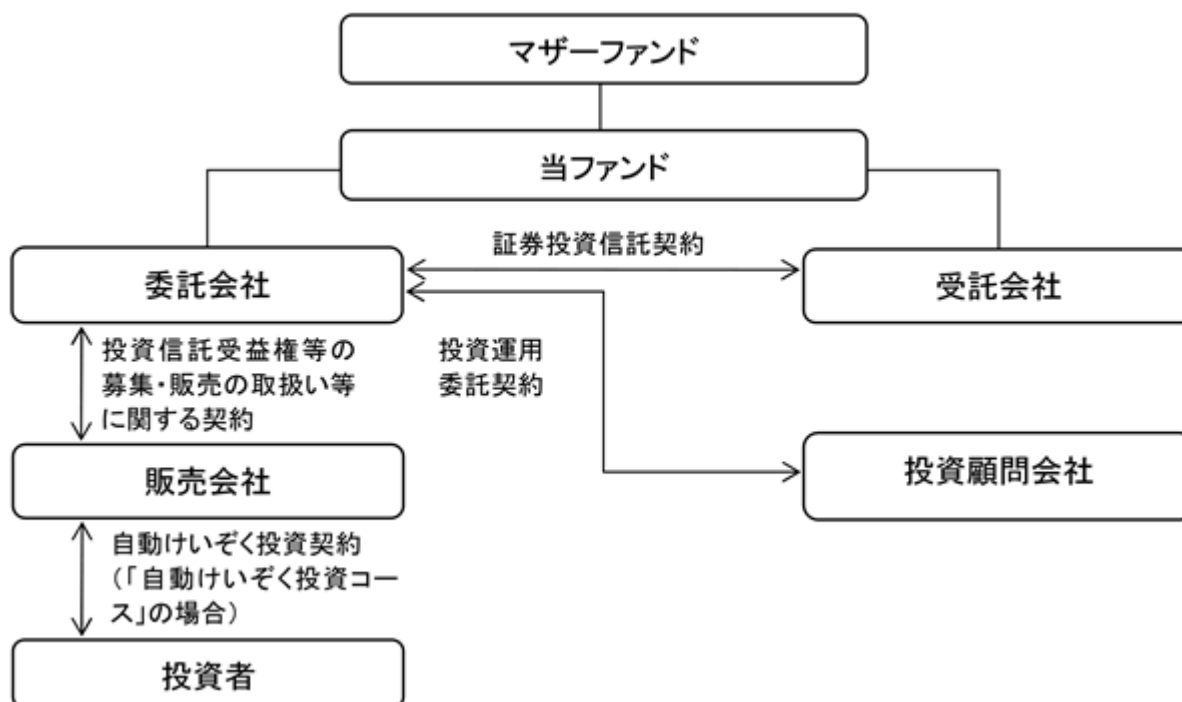 マザーファンド
当ファンド
証券投資信託契約
委託会社
受託会社
投資信託受益権等の
募集・販売の取扱い等
に関する契約
投資運用
委託契約
販売会社
投資顧問会社
自動けいぞく投資契約
(「自動けいぞく投資コー
ス」の場合)
投資者